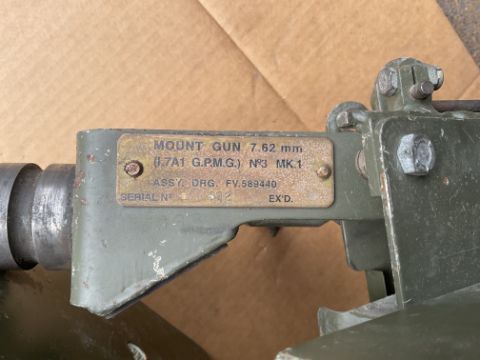 MOUNT GUN 7.62 mm
(L7A1 G.P.M.G.) Nº3 MK.1
ASSY. DRG. FV.589440
SERIAL Nº EX'D.